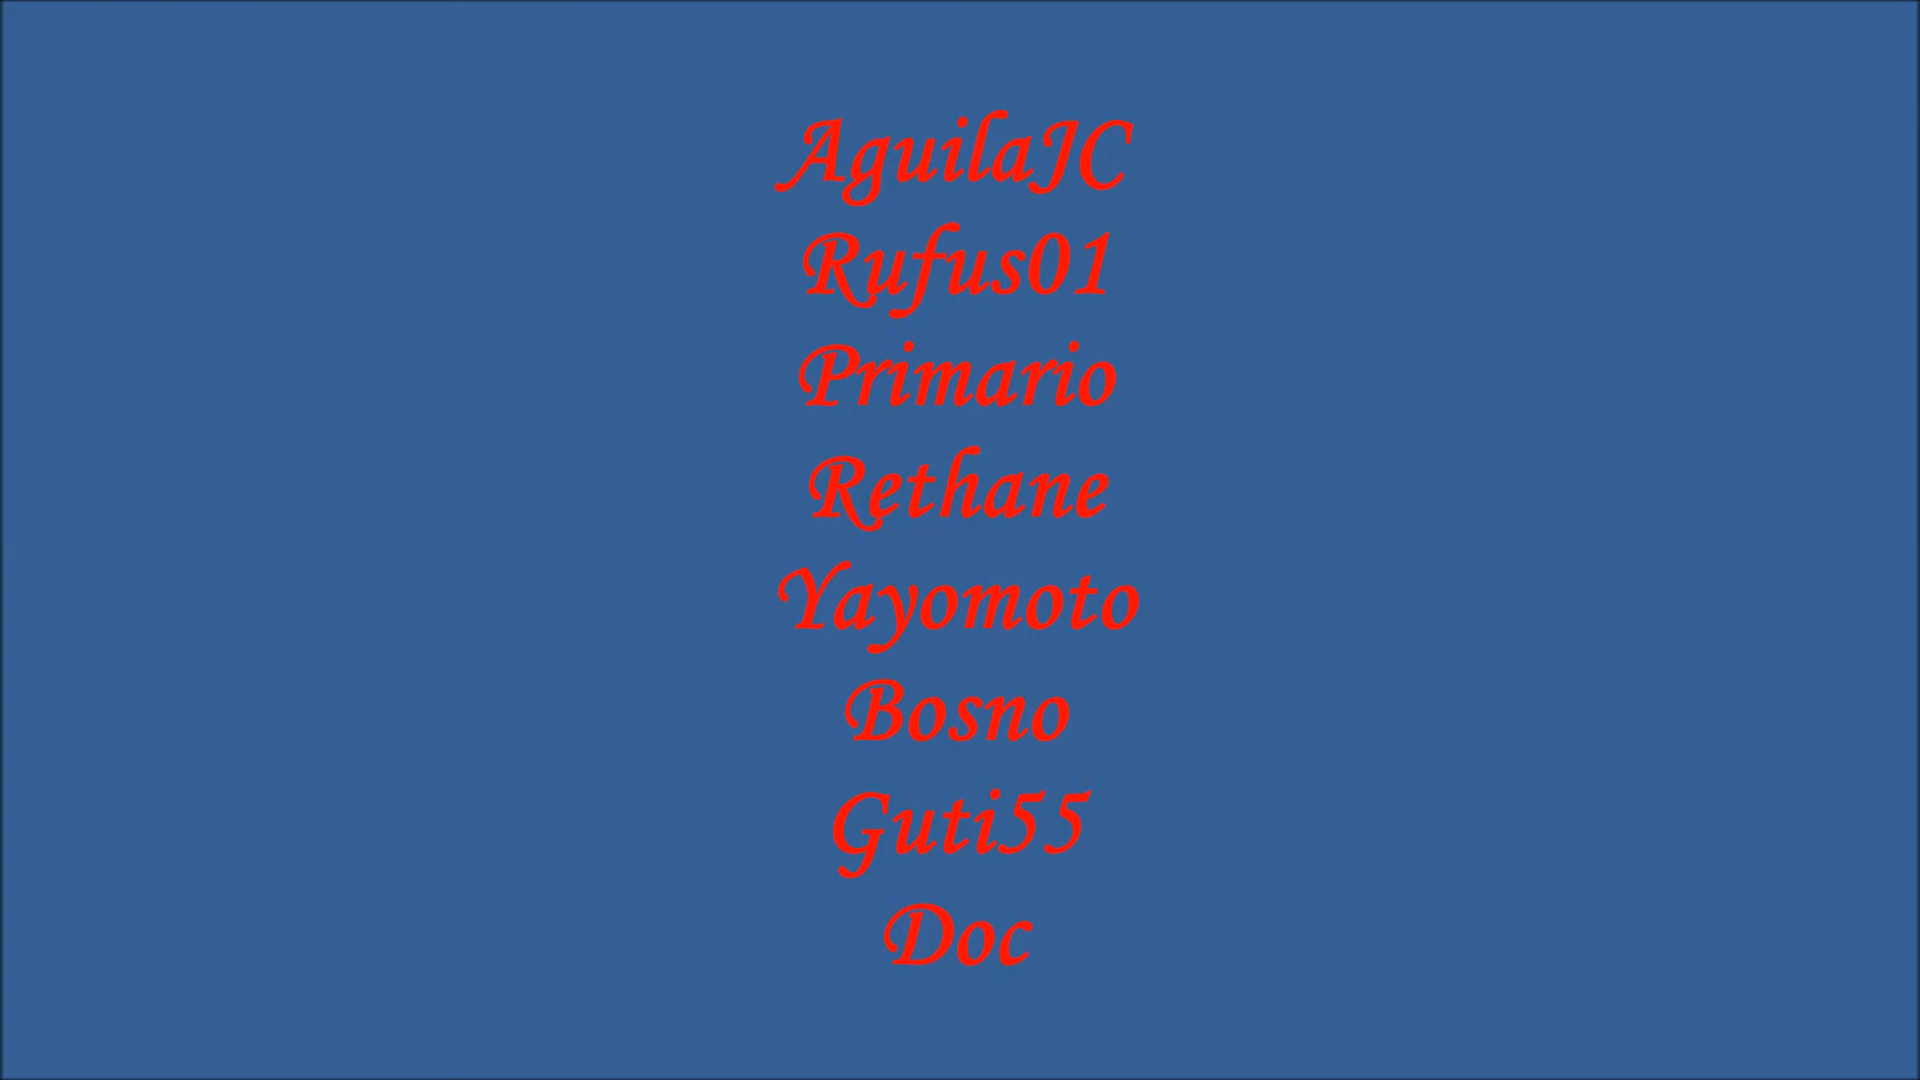 AguilaJC
Rufus01
Primario
Rethane
Yayomoto
Bosno
Guti55
Doc